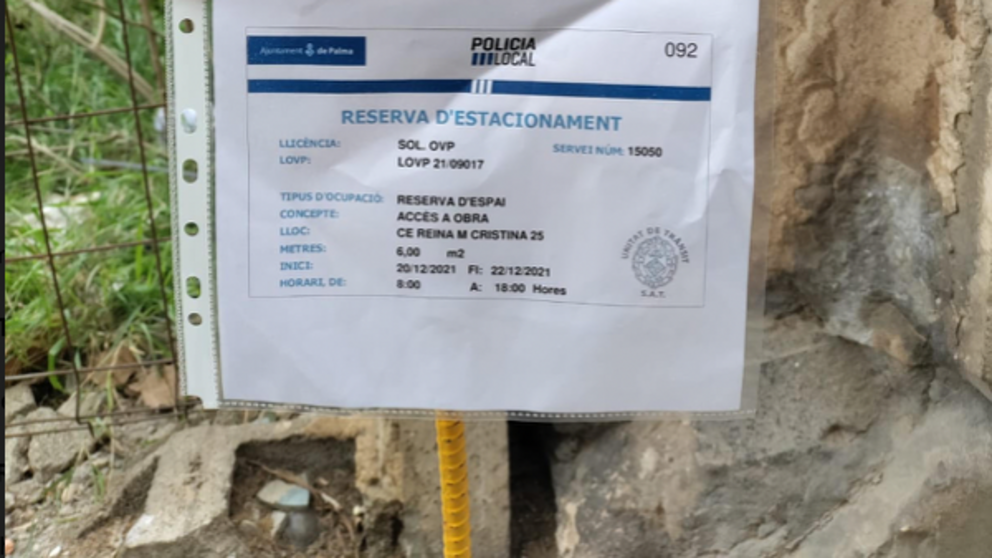 Ajuntament de Palma
POLICIA LOCAL
092
RESERVA D'ESTACIONAMENT
LLICÈNCIA: SOL. OVP SERVEI NÚM: 15050
LOVP: LOVP 21/09017
TIPUS D'OCUPACIÓ: RESERVA D'ESPAI
CONCEPTE: ACCÉS A OBRA
LLOC: CE REINA M CRISTINA 25
METRES: 6,00 m2
INICI: 20/12/2021 FI: 22/12/2021
HORARI, DE: 8:00 A: 18:00 Hores
UNITAT DE TRÀNSIT
S.A.T.